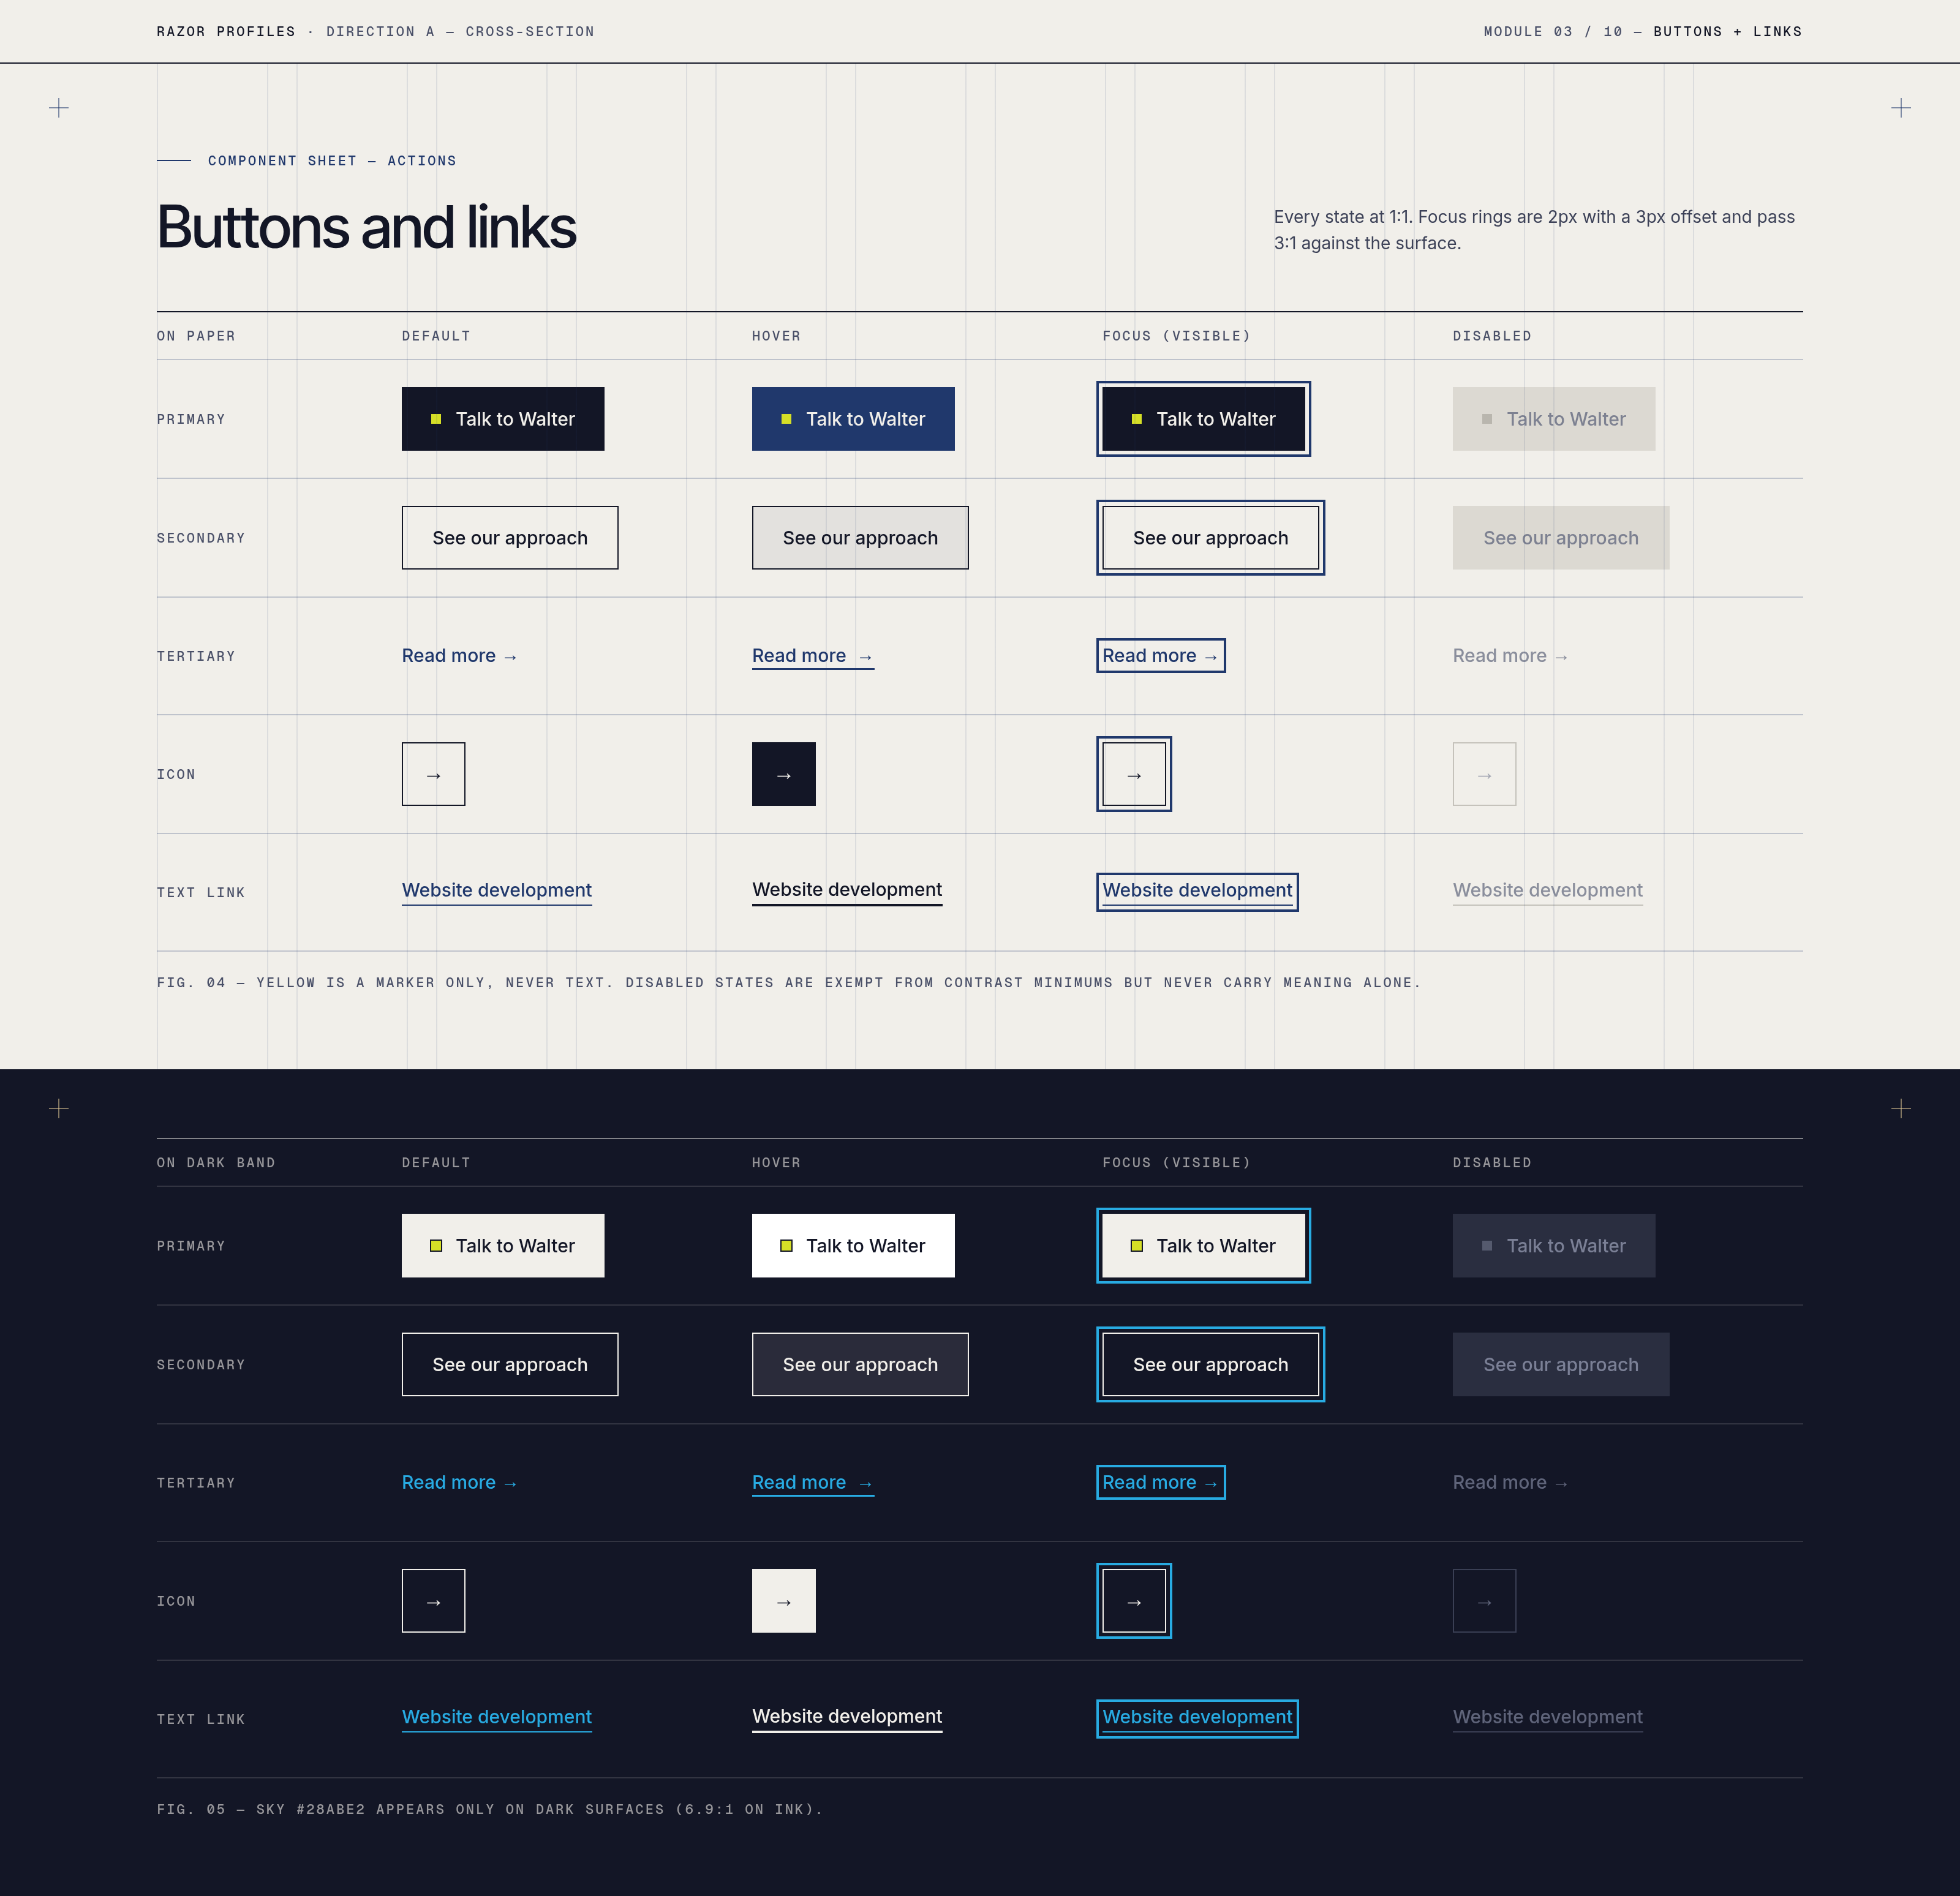 RAZOR PROFILES · DIRECTION A — CROSS-SECTION
MODULE 03 / 10 — BUTTONS + LINKS
COMPONENT SHEET — ACTIONS
Buttons and links
Every state at 1:1. Focus rings are 2px with a 3px offset and pass
3:1 against the surface.
ON PAPER DEFAULT HOVER FOCUS (VISIBLE) DISABLED
PRIMARY Talk to Walter Talk to Walter Talk to Walter Talk to Walter
SECONDARY See our approach See our approach See our approach See our approach
TERTIARY Read more → Read more → Read more → Read more →
ICON → → → →
TEXT LINK Website development Website development Website development Website development
FIG. 04 — YELLOW IS A MARKER ONLY, NEVER TEXT. DISABLED STATES ARE EXEMPT FROM CONTRAST MINIMUMS BUT NEVER CARRY MEANING ALONE.
ON DARK BAND DEFAULT HOVER FOCUS (VISIBLE) DISABLED
PRIMARY Talk to Walter Talk to Walter Talk to Walter Talk to Walter
SECONDARY See our approach See our approach See our approach See our approach
TERTIARY Read more → Read more → Read more → Read more →
ICON → → → →
TEXT LINK Website development Website development Website development Website development
FIG. 05 — SKY #28ABE2 APPEARS ONLY ON DARK SURFACES (6.9:1 ON INK).